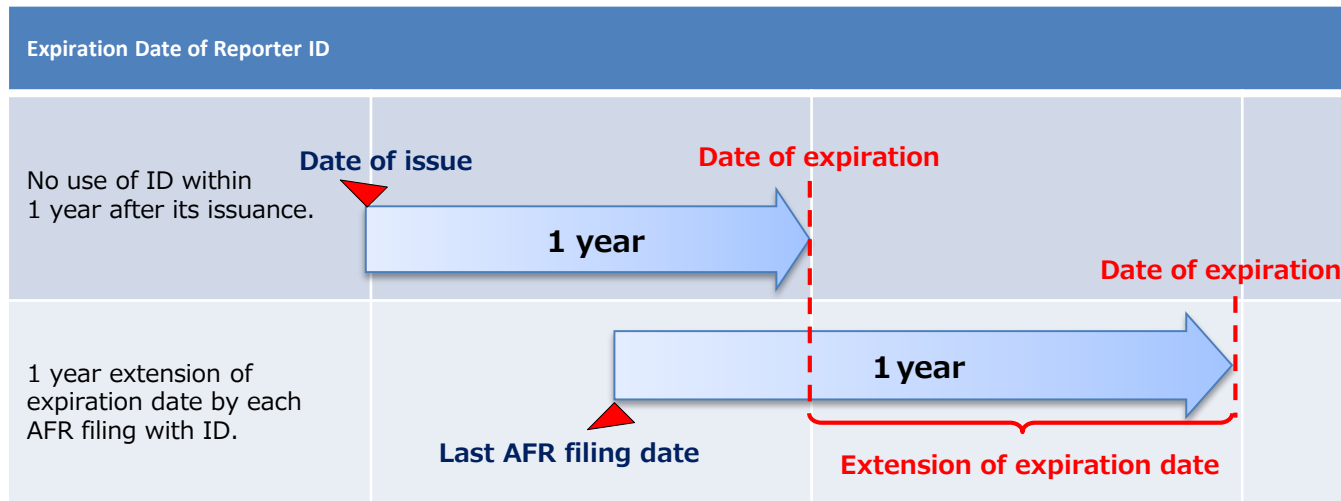 Expiration Date of Reporter ID
Date of issue
Date of expiration
No use of ID within
1 year after its issuance.
1 year
Date of expiration
1 year extension of
expiration date by each
AFR filing with ID.
1 year
Last AFR filing date
Extension of expiration date